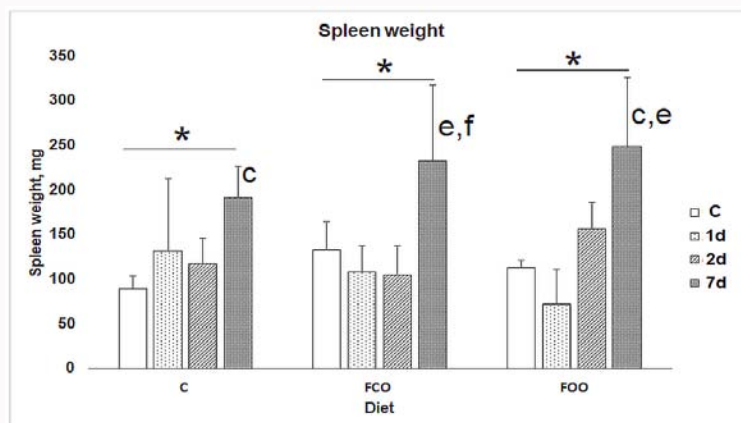 Spleen weight
350
300
250
200
150
100
50
0
Spleen weight, mg
*
*
*
c
e,f
c,e
C
FCO
FOO
Diet
C
1d
2d
7d